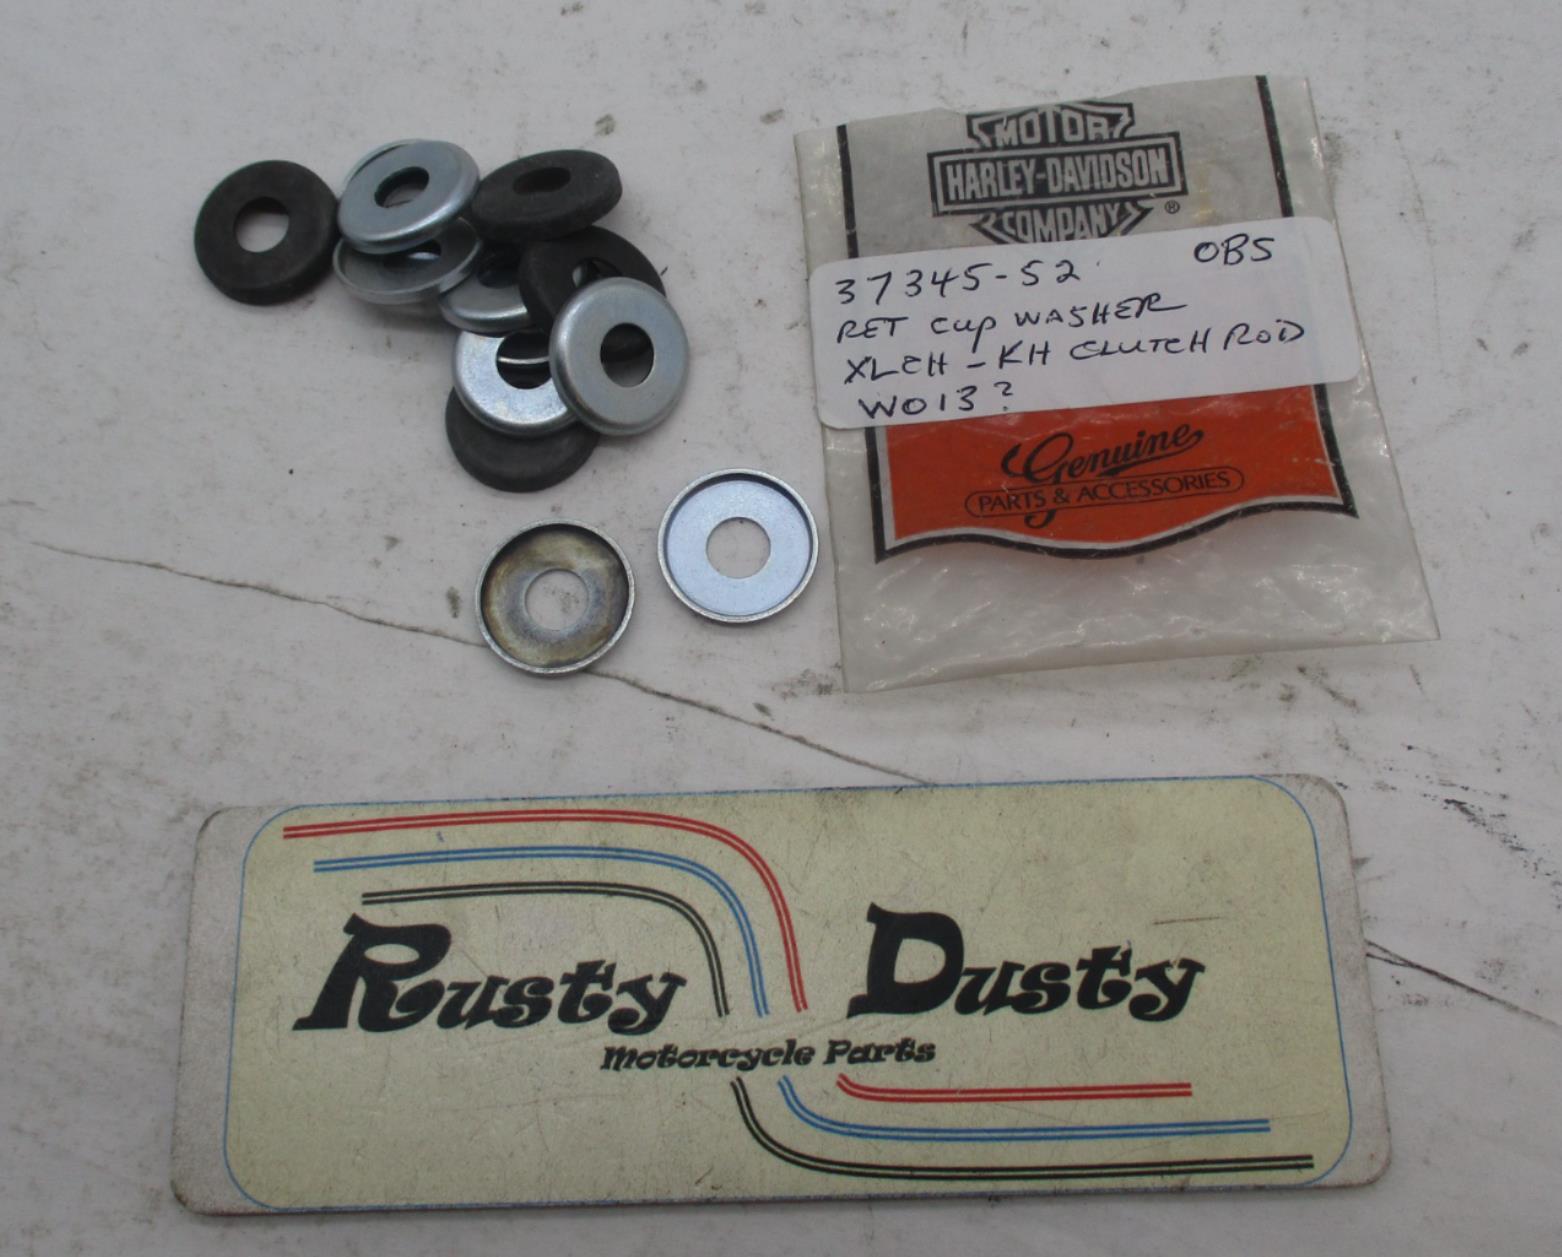 MOTOR
HARLEY-DAVIDSON
COMPANY ®
37345-52 OBS
RET CUP WASHER
XLCH - KH CLUTCH ROD
WO13?
Genuine
PARTS & ACCESSORIES
Rusty Dusty
Motorcycle Parts